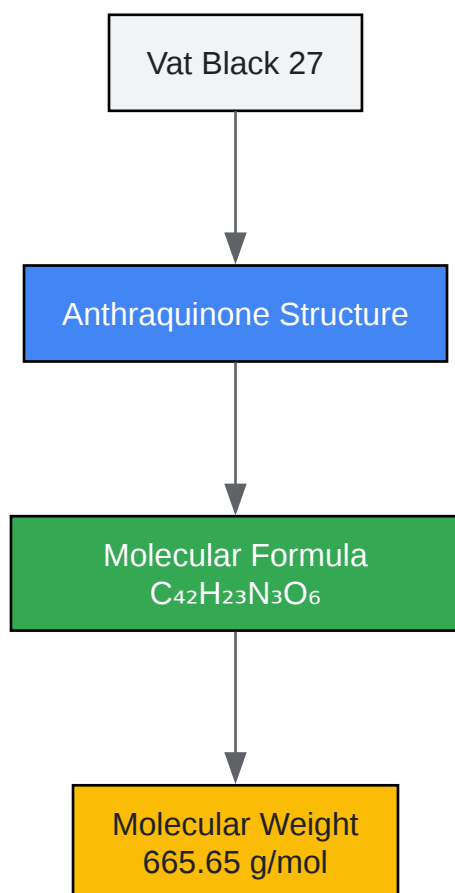 Vat Black 27
Anthraquinone Structure
Molecular Formula
C₄₂H₂₃N₃O₆
Molecular Weight
665.65 g/mol